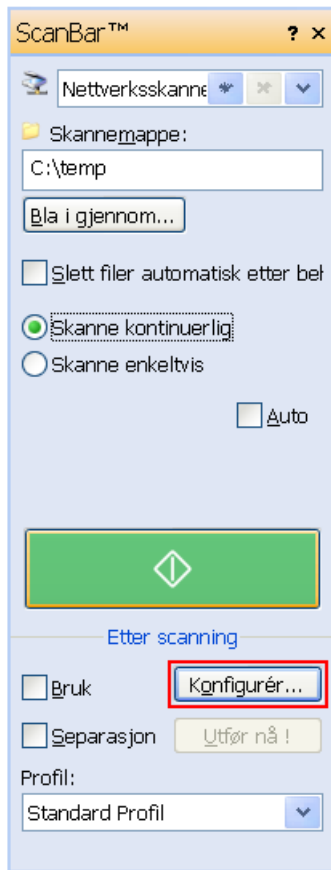 ScanBar™ ? ×
Nettverksskanne
Skannemappe:
C:\temp
Bla i gjennom...
Slett filer automatisk etter beh
Skanne kontinuerlig
Skanne enkeltvis
Auto
Etter scanning
Bruk Konfigurér...
Separasjon Utfør nå !
Profil:
Standard Profil